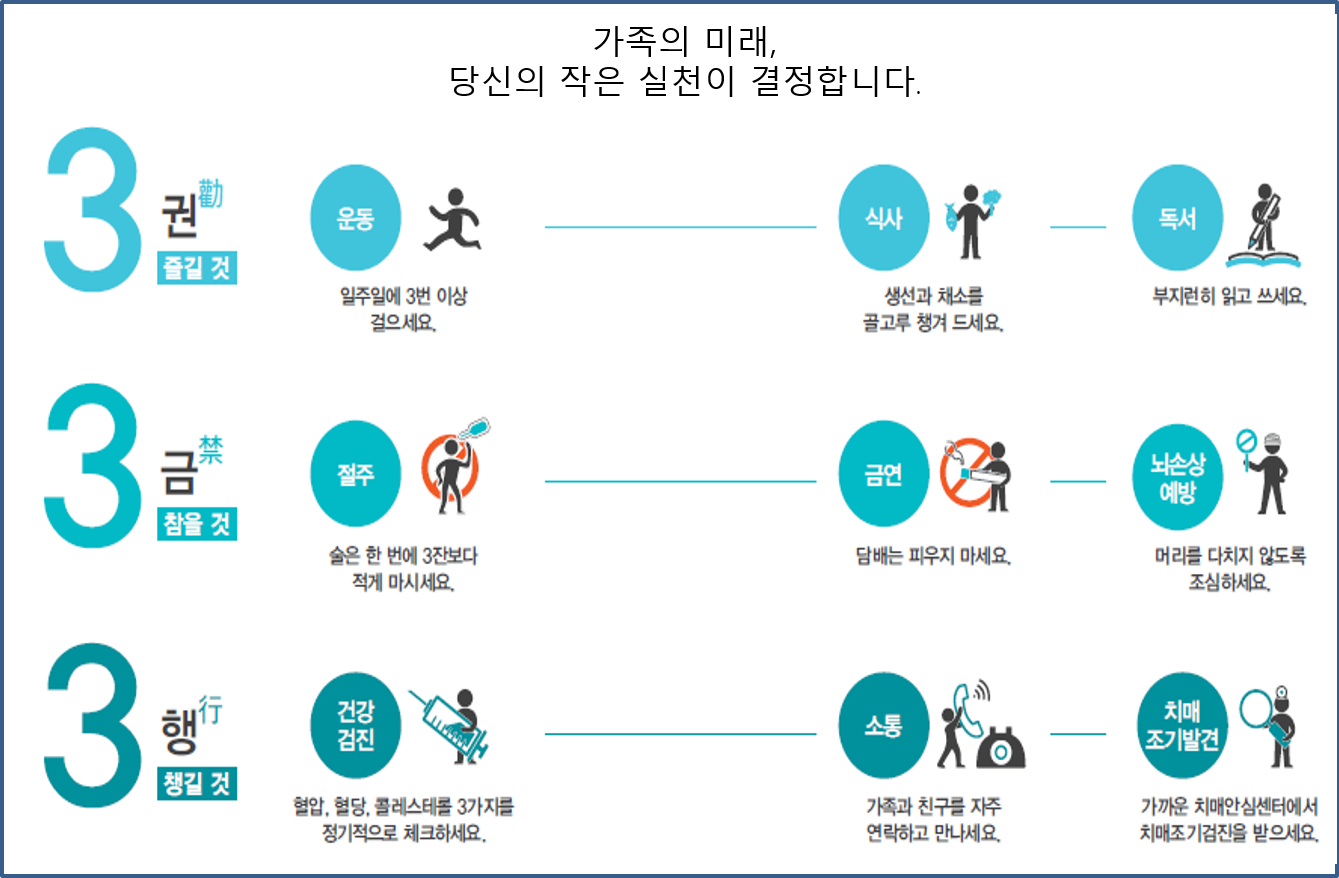 가족의 미래,
당신의 작은 실천이 결정합니다.
3권勸
즐길 것
운동
일주일에 3번 이상
걸으세요.
식사
생선과 채소를
골고루 챙겨 드세요.
독서
부지런히 읽고 쓰세요.
3금禁
참을 것
절주
술은 한 번에 3잔보다
적게 마시세요.
금연
담배는 피우지 마세요.
뇌손상
예방
머리를 다치지 않도록
조심하세요.
3행行
챙길 것
건강
검진
혈압, 혈당, 콜레스테롤 3가지를
정기적으로 체크하세요.
소통
가족과 친구를 자주
연락하고 만나세요.
치매
조기발견
가까운 치매안심센터에서
치매조기검진을 받으세요.